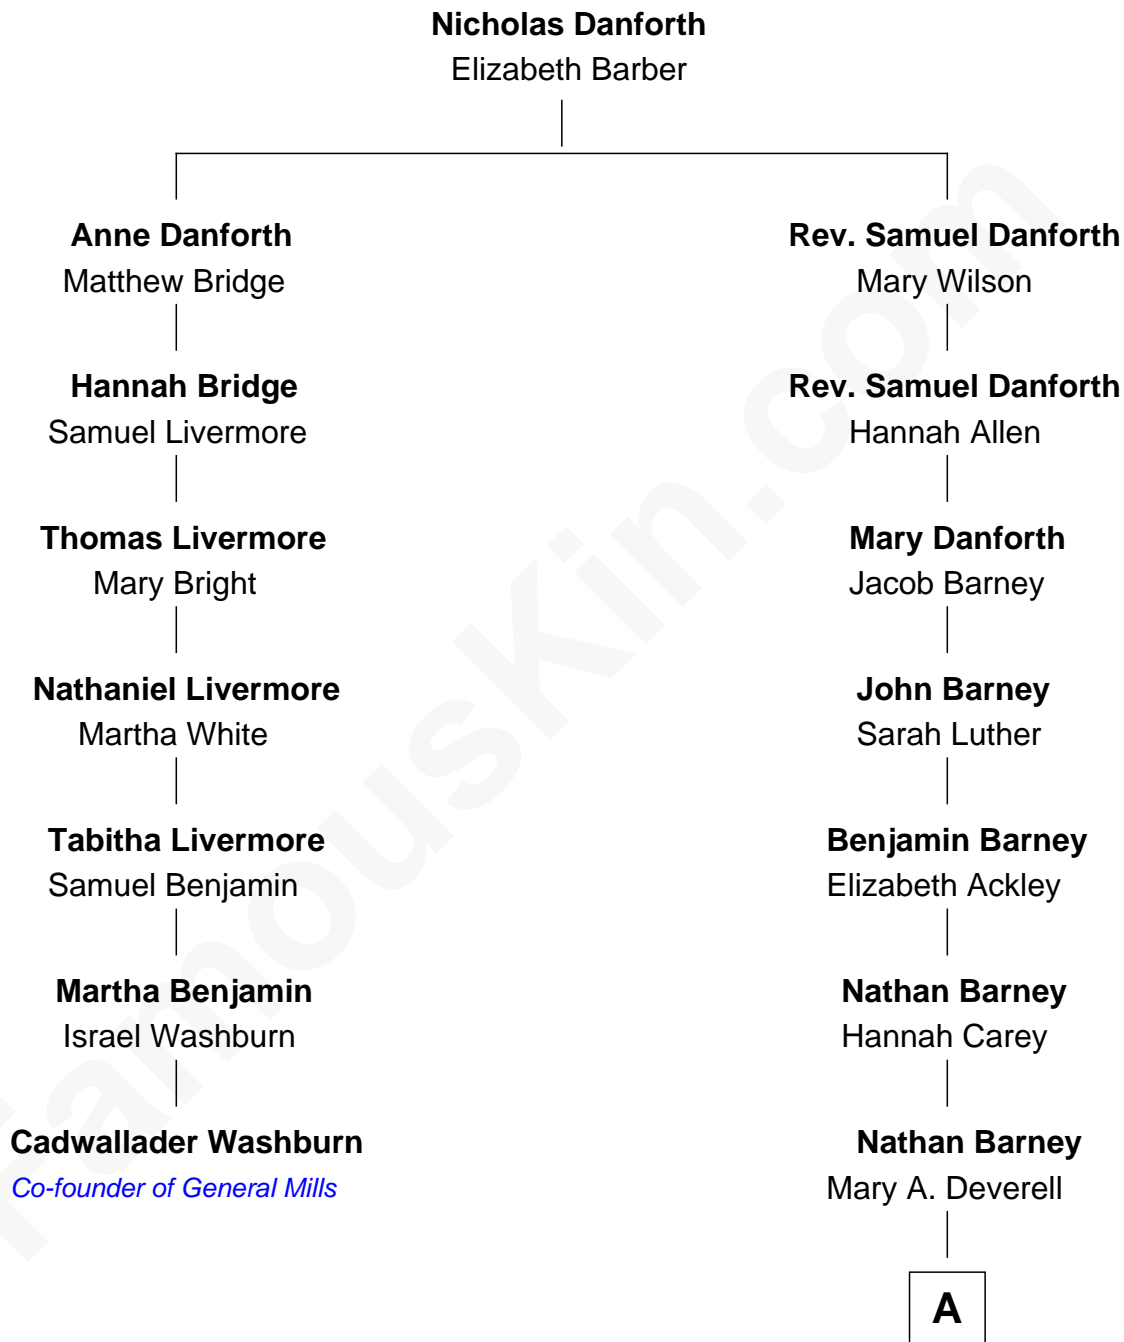 Nicholas Danforth
Elizabeth Barber
Anne Danforth
Matthew Bridge
Rev. Samuel Danforth
Mary Wilson
Hannah Bridge
Samuel Livermore
Rev. Samuel Danforth
Hannah Allen
Thomas Livermore
Mary Bright
Mary Danforth
Jacob Barney
Nathaniel Livermore
Martha White
John Barney
Sarah Luther
Tabitha Livermore
Samuel Benjamin
Benjamin Barney
Elizabeth Ackley
Martha Benjamin
Israel Washburn
Nathan Barney
Hannah Carey
Cadwallader Washburn
Co-founder of General Mills
Nathan Barney
Mary A. Deverell
A
FamousKin.com